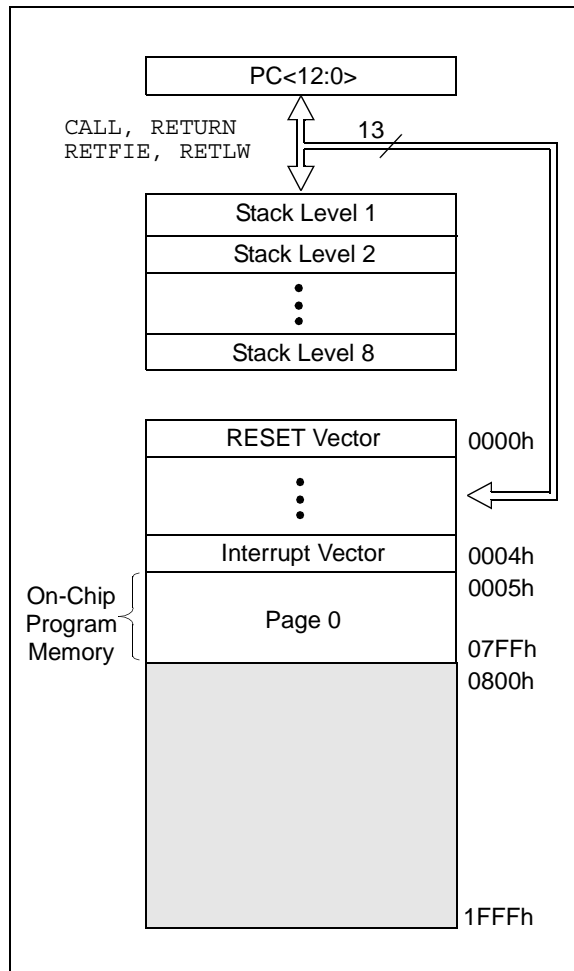 PC<12:0>
CALL, RETURN
RETFIE, RETLW
13
Stack Level 1
Stack Level 2
Stack Level 8
RESET Vector
0000h
Interrupt Vector
0004h
0005h
On-Chip
Program
Memory
Page 0
07FFh
0800h
1FFFh